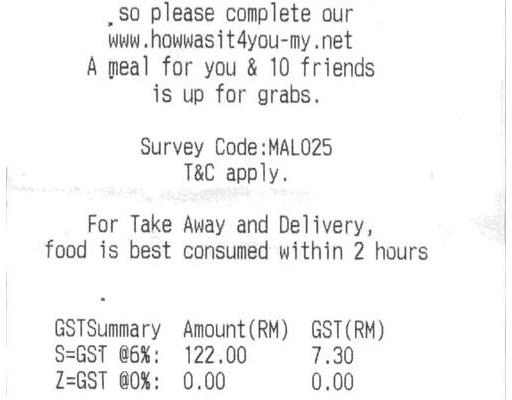 so please complete our
www.howwasit4you-my.net
A meal for you & 10 friends
is up for grabs.
Survey Code:MAL025
T&C apply.
For Take Away and Delivery,
food is best consumed within 2 hours
GSTSummary Amount(RM) GST(RM)
S=GST @6%: 122.00 7.30
Z=GST @0%: 0.00 0.00